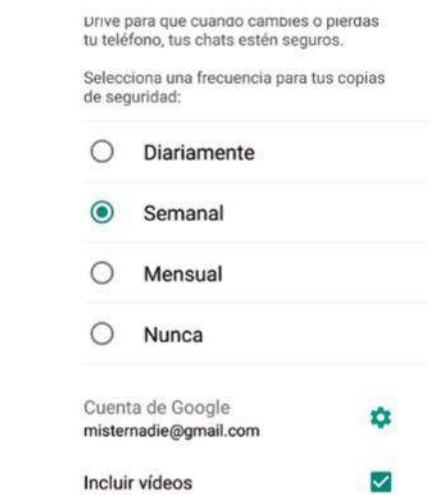 Drive para que cuando cambies o pierdas
tu teléfono, tus chats estén seguros.
Selecciona una frecuencia para tus copias
de seguridad:
Diariamente
Semanal
Mensual
Nunca
Cuenta de Google
misternadie@gmail.com
Incluir vídeos